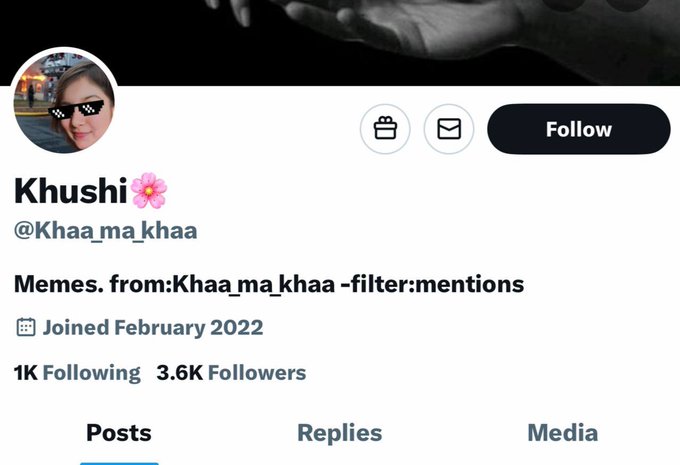 Follow
Khushi🌸
@Khaa_ma_khaa
Memes. from:Khaa_ma_khaa -filter:mentions
Joined February 2022
1K Following 3.6K Followers
Posts Replies Media